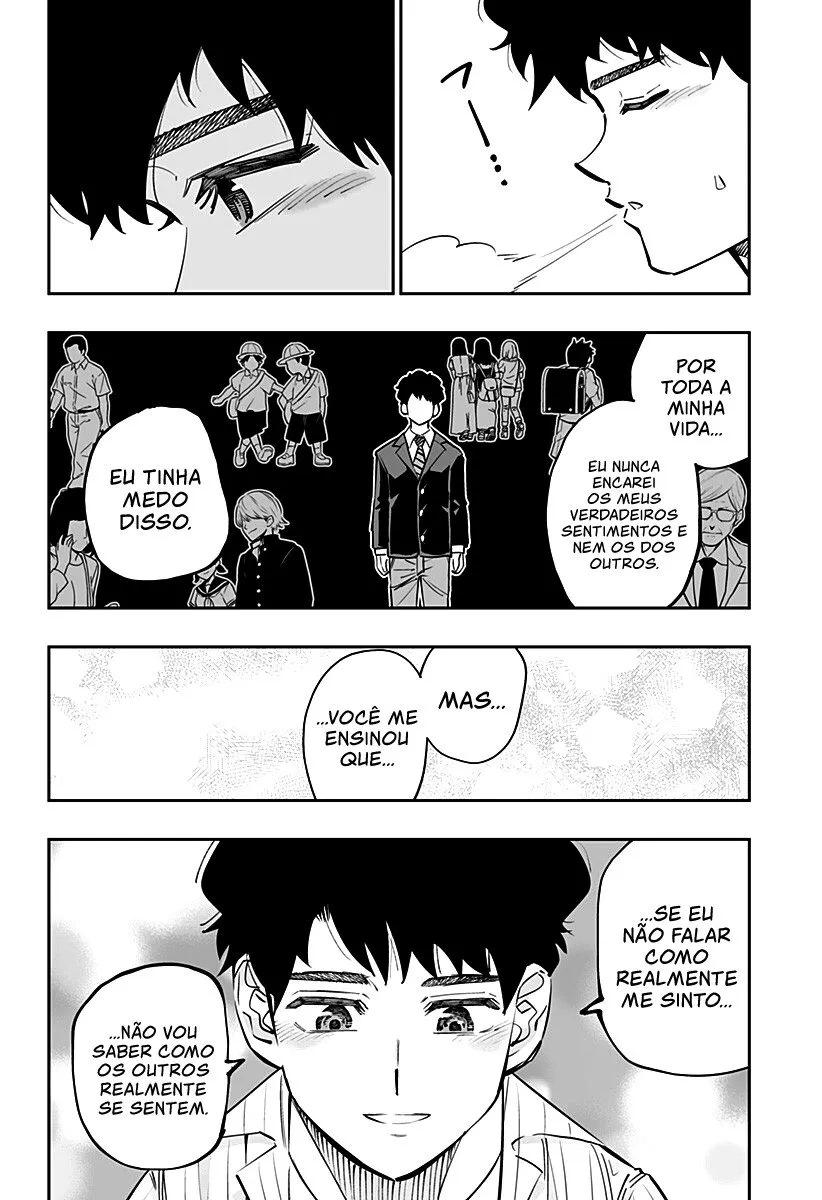 POR
TODA A
MINHA
VIDA...
EU NUNCA
ENCAREI
OS MEUS
VERDADEIROS
SENTIMENTOS E
NEM OS DOS
OUTROS.
EU TINHA
MEDO
DISSO.
MAS...
...VOCÊ ME
ENSINOU
QUE...
...SE EU
NÃO FALAR
COMO
REALMENTE
ME SINTO...
...NÃO VOU
SABER COMO
OS OUTROS
REALMENTE
SE SENTEM.